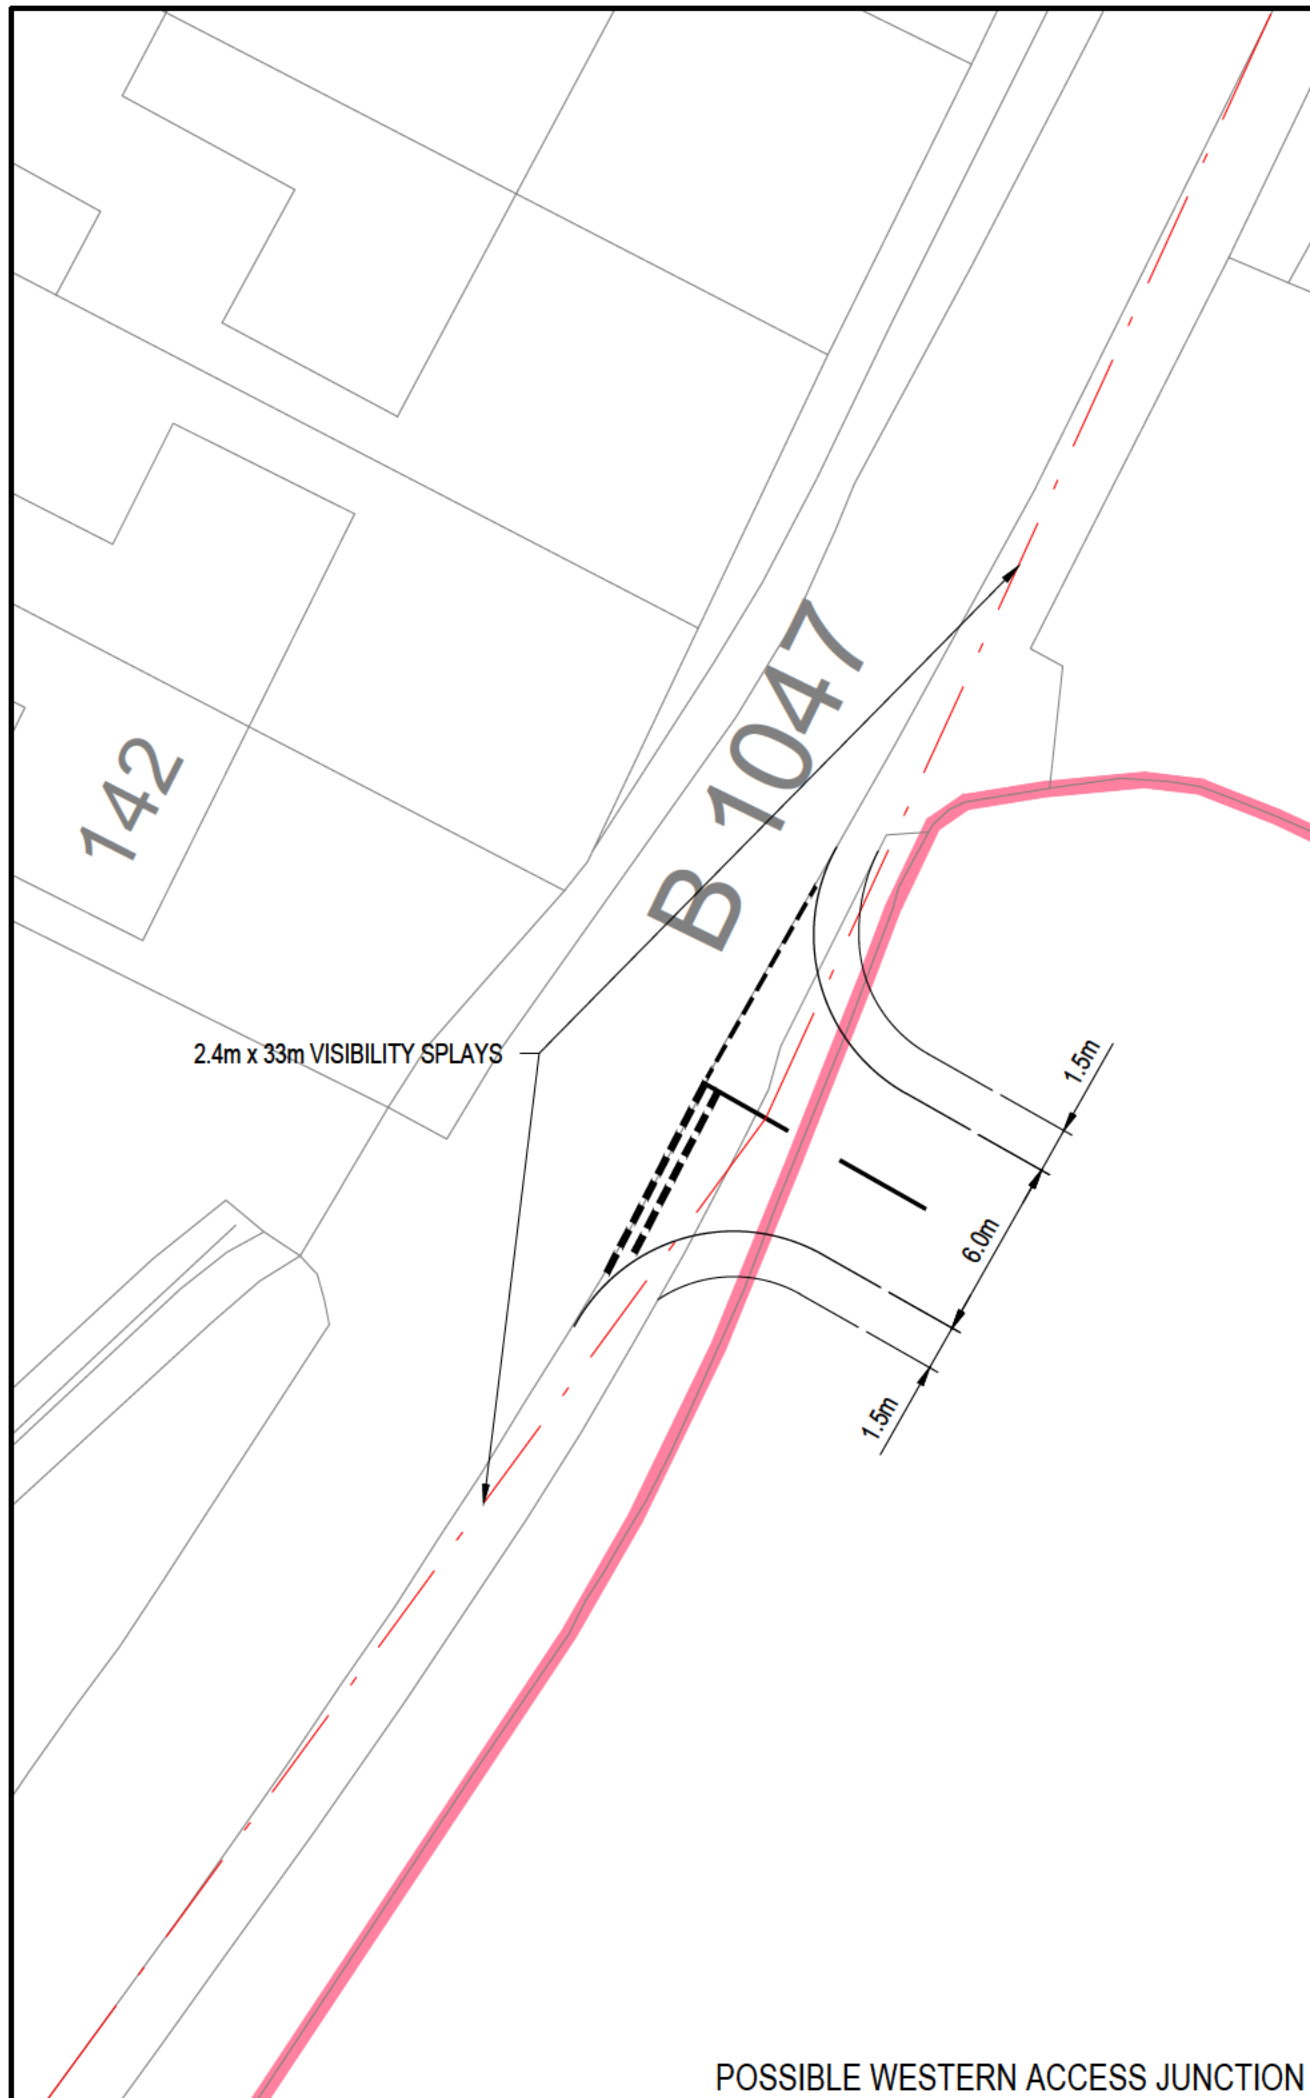 B 1047
142
2.4m x 33m VISIBILITY SPLAYS
1.5m
6.0m
1.5m
POSSIBLE WESTERN ACCESS JUNCTION